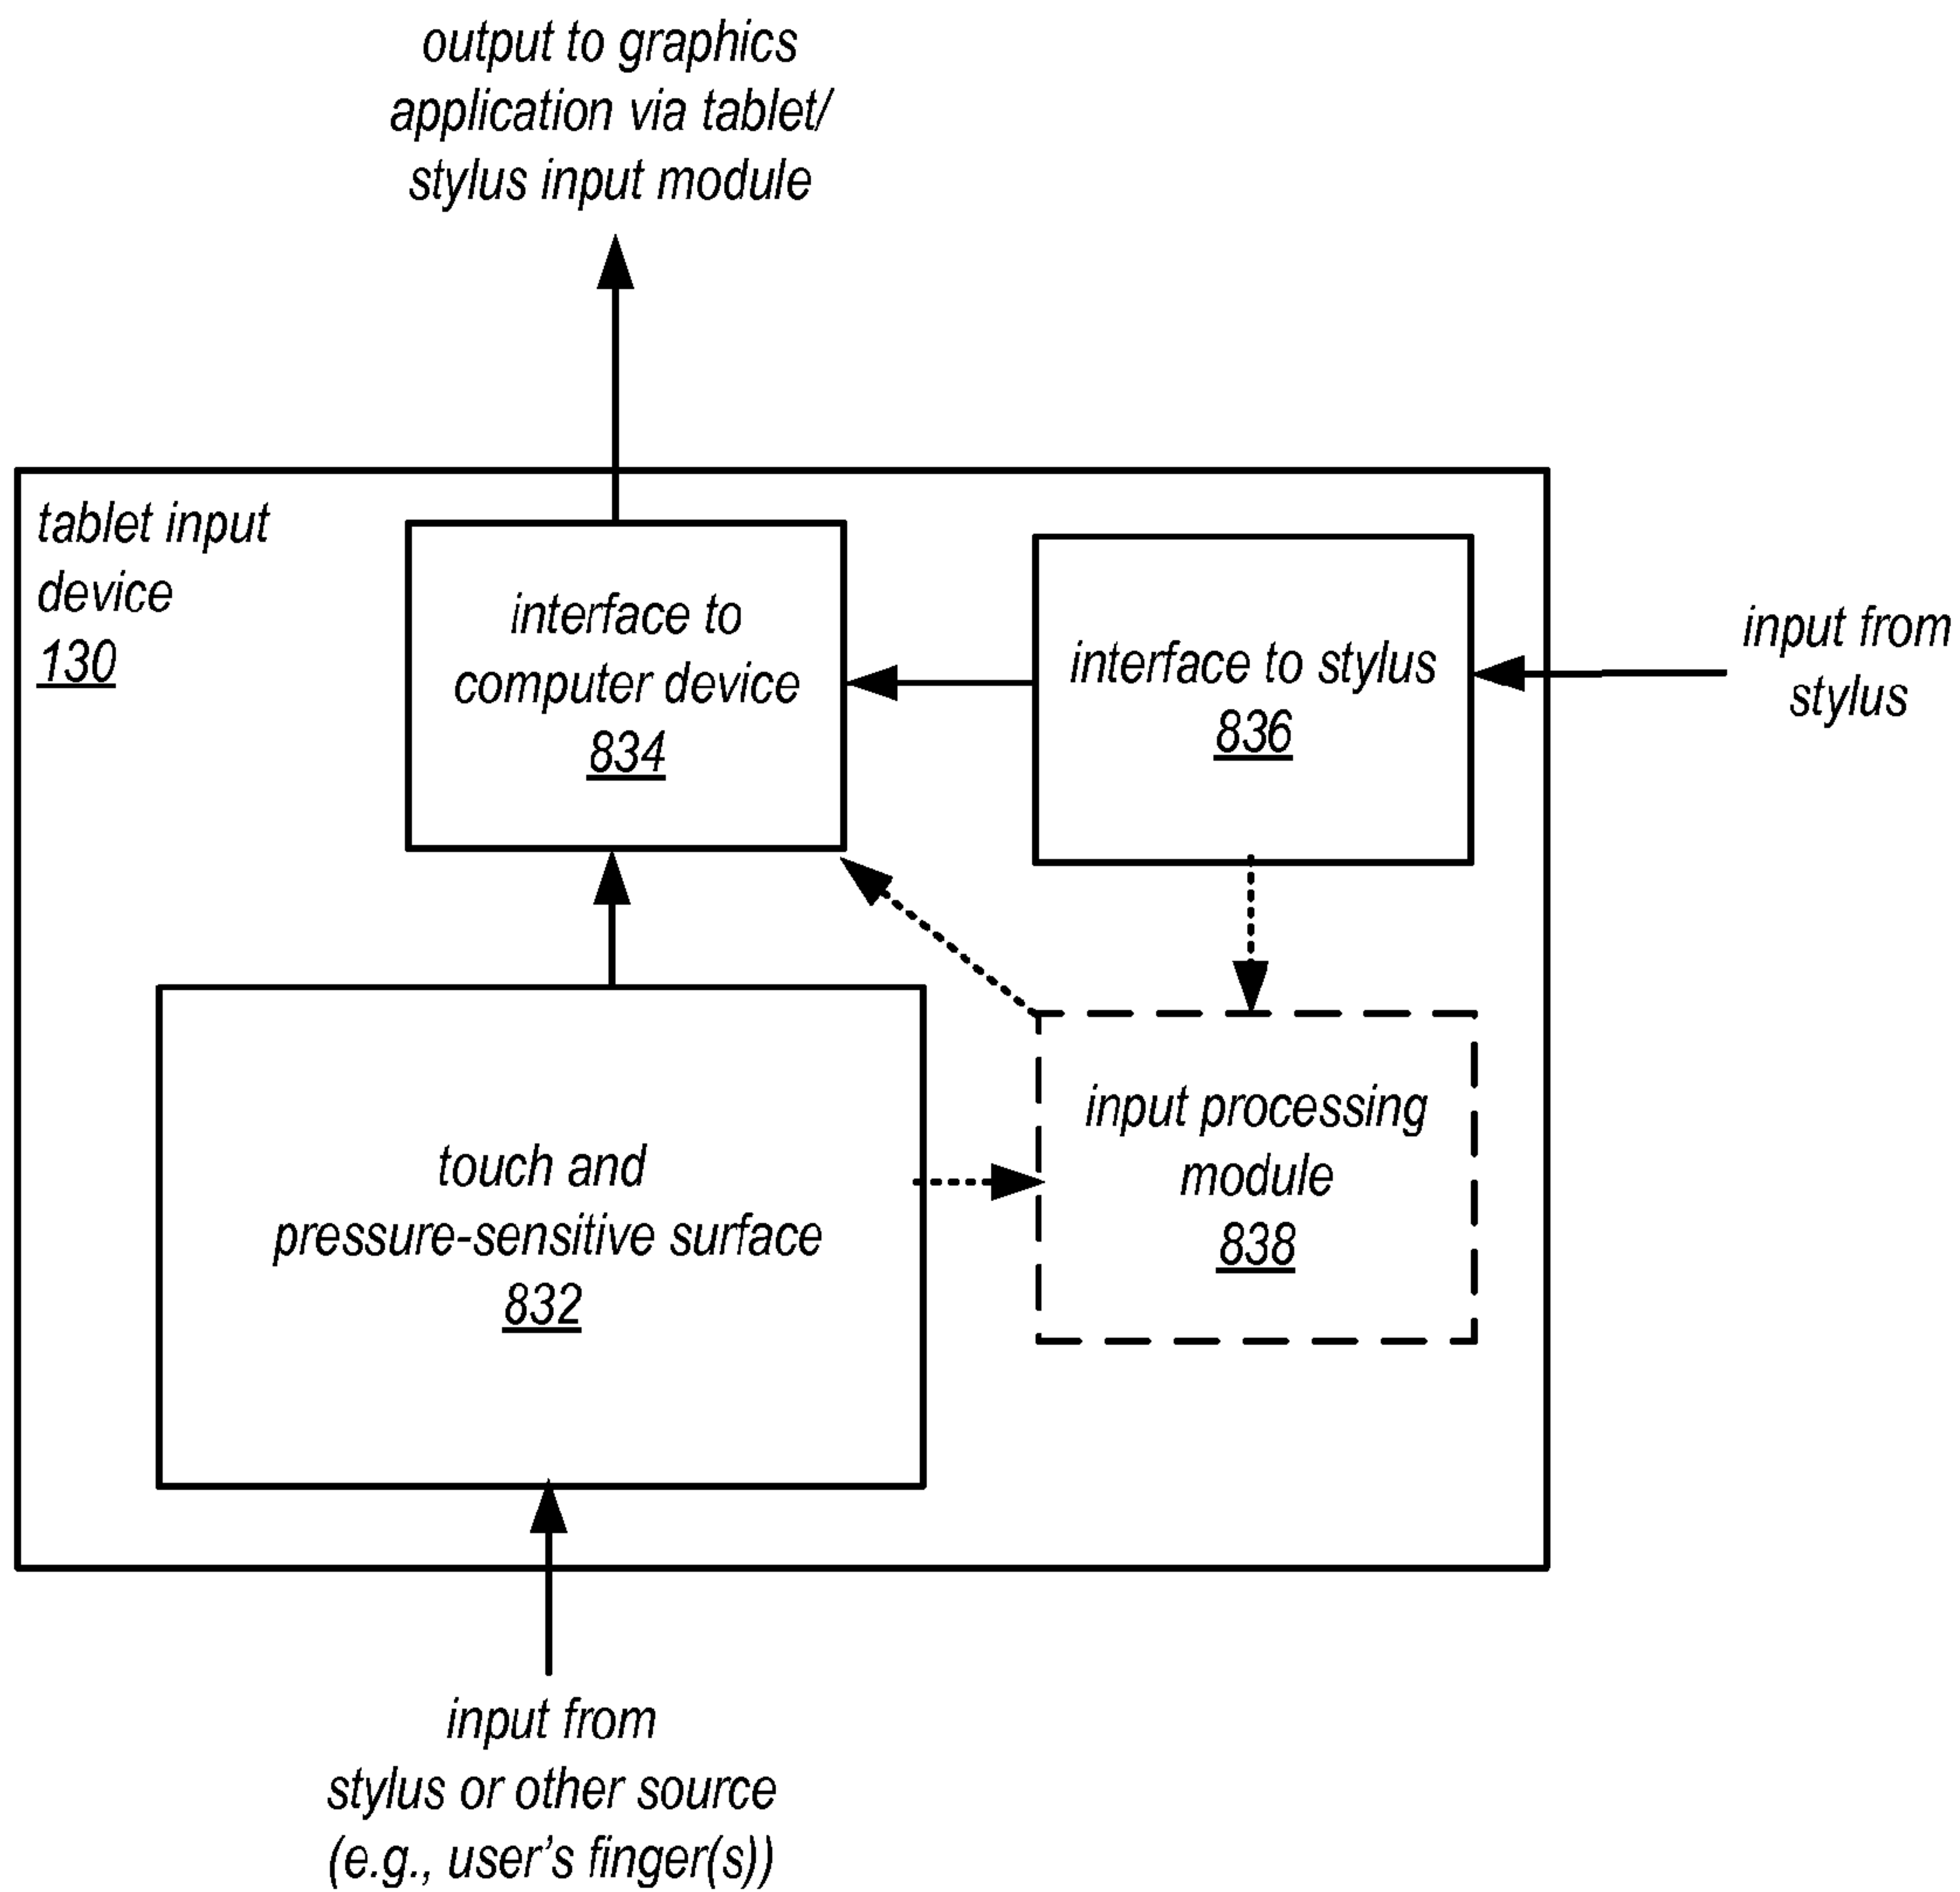 output to graphics
application via tablet/
stylus input module
tablet input
device
130
interface to
computer device
834
interface to stylus
836
input from
stylus
touch and
pressure-sensitive surface
832
input processing
module
838
input from
stylus or other source
(e.g., user's finger(s))